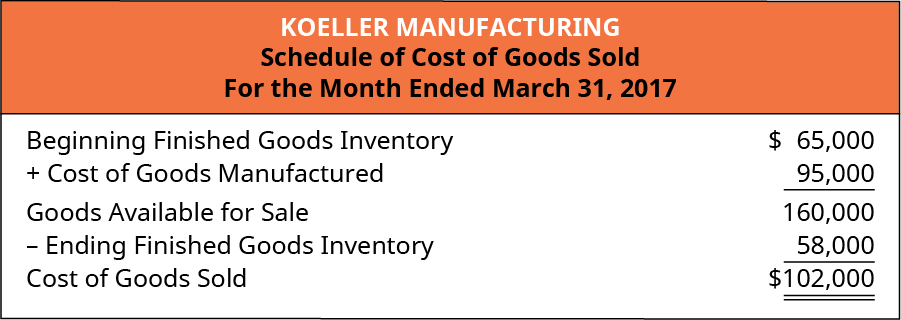 KOELLER MANUFACTURING
Schedule of Cost of Goods Sold
For the Month Ended March 31, 2017
Beginning Finished Goods Inventory $ 65,000
+ Cost of Goods Manufactured 95,000
Goods Available for Sale 160,000
– Ending Finished Goods Inventory 58,000
Cost of Goods Sold $102,000